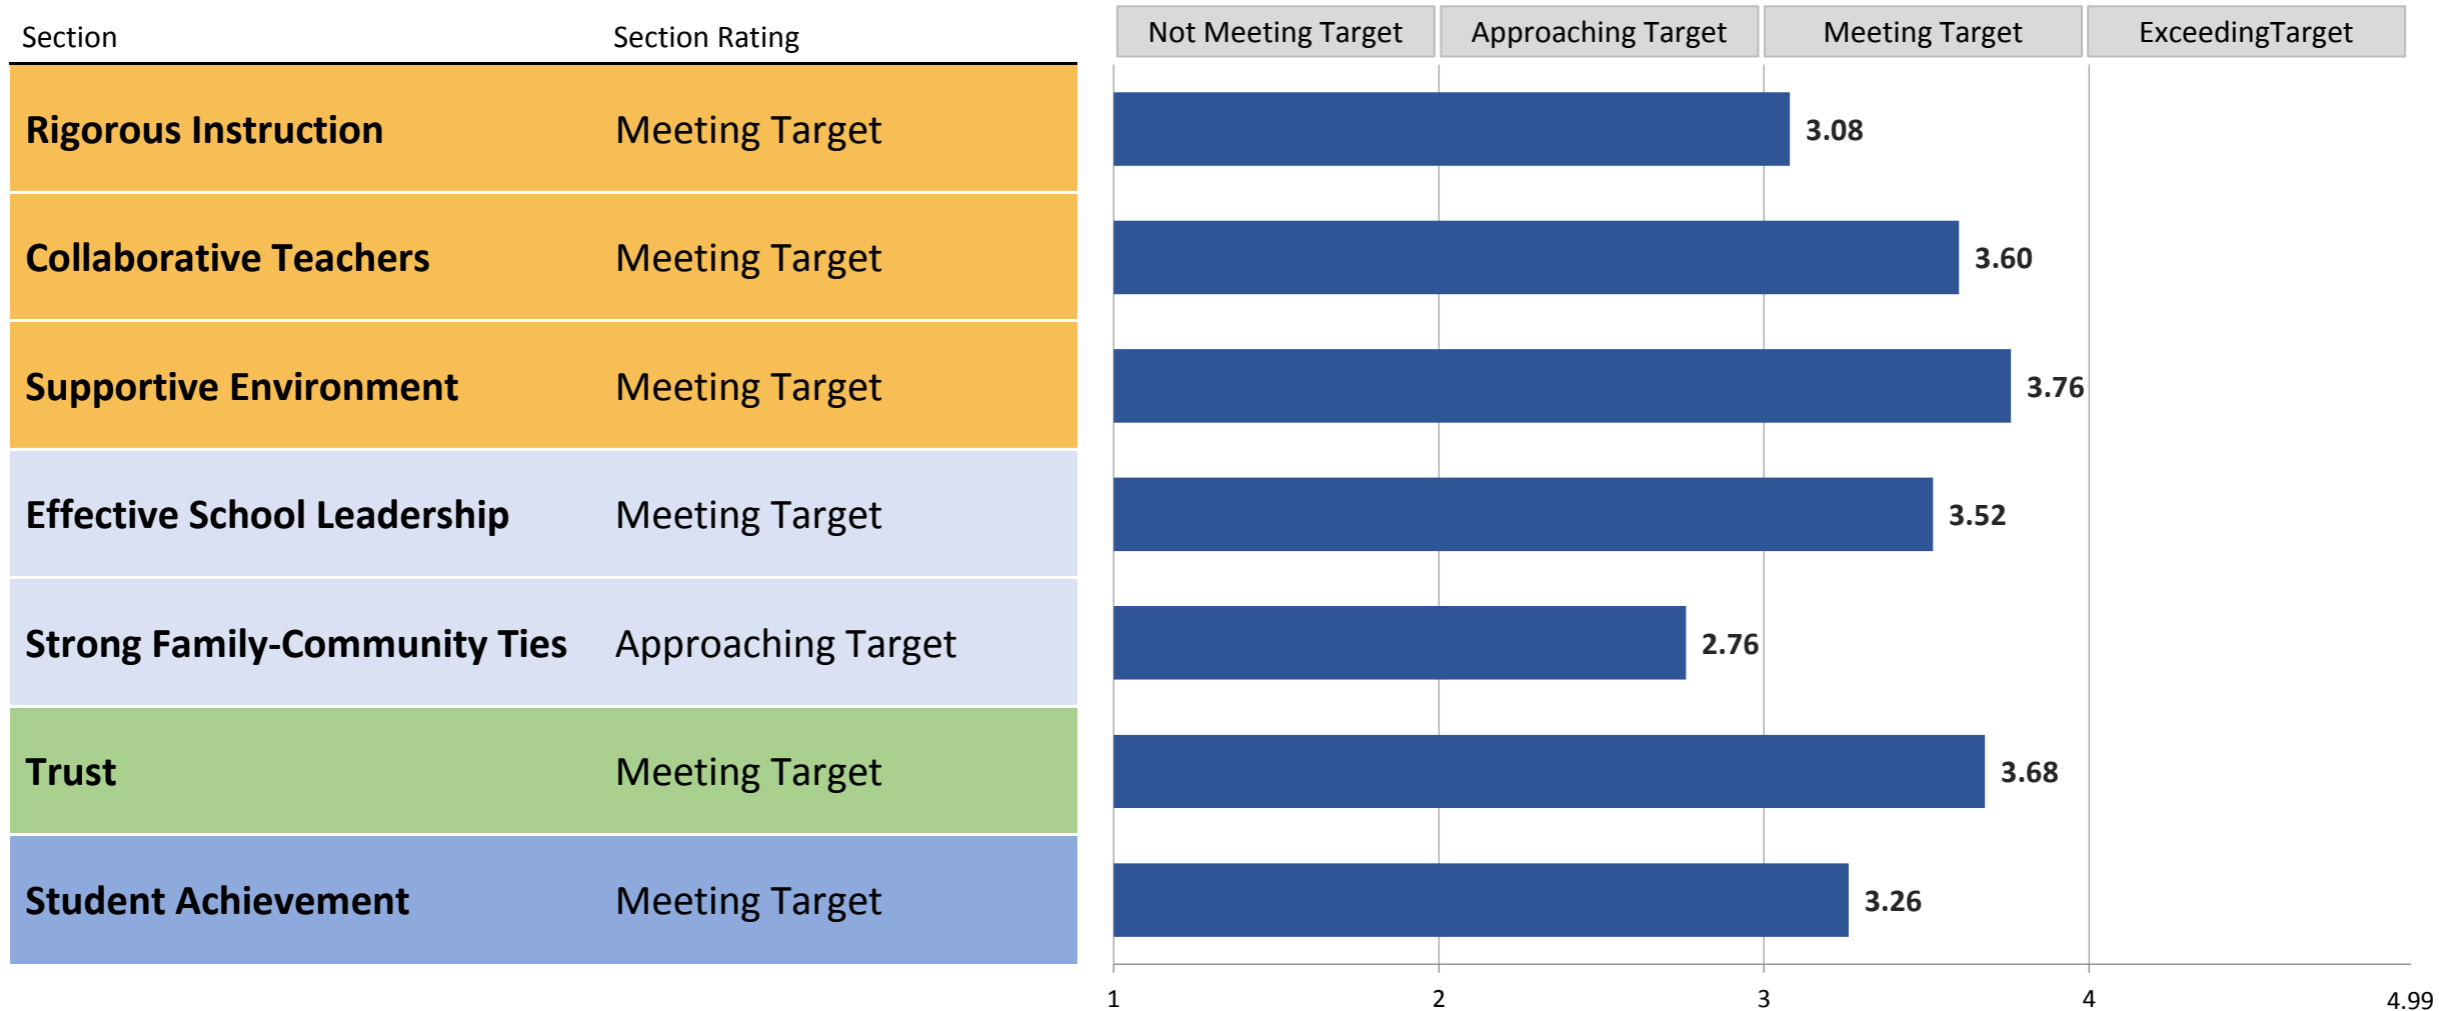 Section Section Rating Not Meeting Target Approaching Target Meeting Target ExceedingTarget
Rigorous Instruction Meeting Target 3.08
Collaborative Teachers Meeting Target 3.60
Supportive Environment Meeting Target 3.76
Effective School Leadership Meeting Target 3.52
Strong Family-Community Ties Approaching Target 2.76
Trust Meeting Target 3.68
Student Achievement Meeting Target 3.26
1 2 3 4 4.99